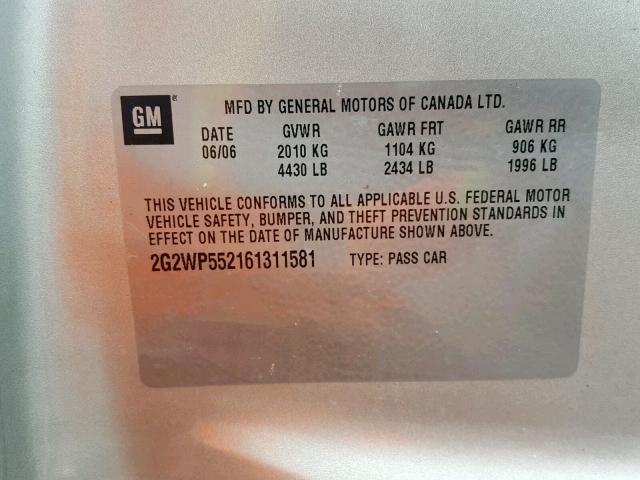 GM® MFD BY GENERAL MOTORS OF CANADA LTD.
DATE GVWR GAWR FRT GAWR RR
06/06 2010 KG 1104 KG 906 KG
4430 LB 2434 LB 1996 LB
THIS VEHICLE CONFORMS TO ALL APPLICABLE U.S. FEDERAL MOTOR
VEHICLE SAFETY, BUMPER, AND THEFT PREVENTION STANDARDS IN
EFFECT ON THE DATE OF MANUFACTURE SHOWN ABOVE.
2G2WP552161311581 TYPE: PASS CAR